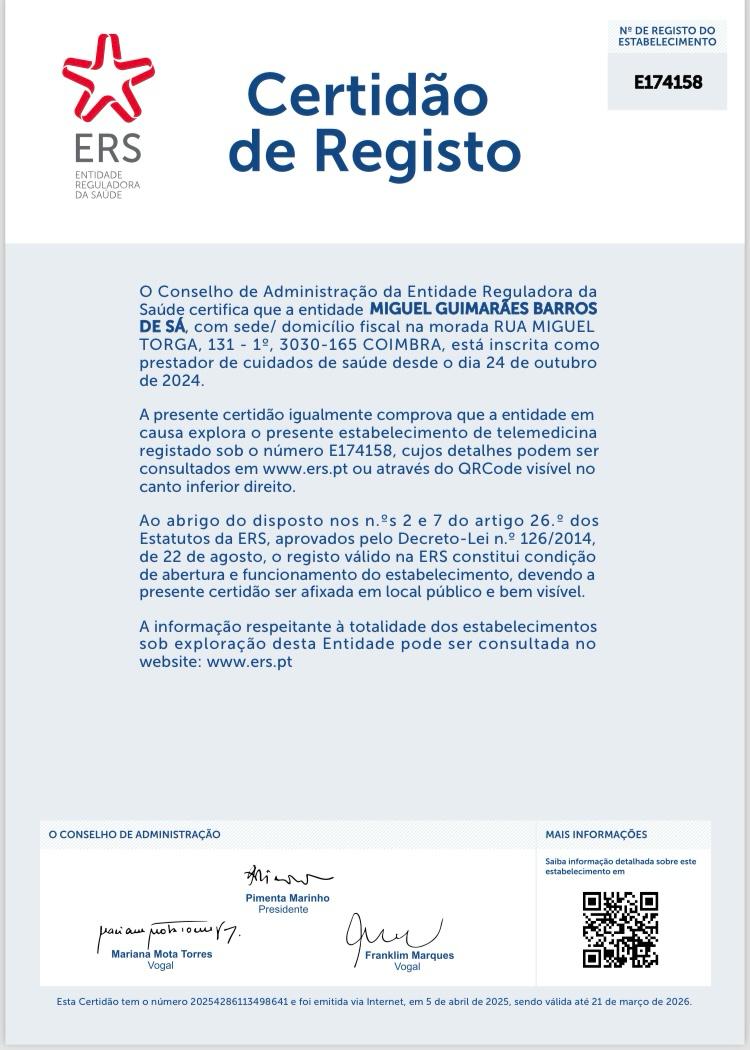 Nº DE REGISTO DO
ESTABELECIMENTO
E174158
ERS
ENTIDADE
REGULADORA
DA SAÚDE
Certidão
de Registo
O Conselho de Administração da Entidade Reguladora da
Saúde certifica que a entidade MIGUEL GUIMARÃES BARROS
DE SÁ, com sede/ domicílio fiscal na morada RUA MIGUEL
TORGA, 131 - 1º, 3030-165 COIMBRA, está inscrita como
prestador de cuidados de saúde desde o dia 24 de outubro
de 2024.
A presente certidão igualmente comprova que a entidade em
causa explora o presente estabelecimento de telemedicina
registado sob o número E174158, cujos detalhes podem ser
consultados em www.ers.pt ou através do QRCode visível no
canto inferior direito.
Ao abrigo do disposto nos n.ºs 2 e 7 do artigo 26.º dos
Estatutos da ERS, aprovados pelo Decreto-Lei n.º 126/2014,
de 22 de agosto, o registo válido na ERS constitui condição
de abertura e funcionamento do estabelecimento, devendo a
presente certidão ser afixada em local público e bem visível.
A informação respeitante à totalidade dos estabelecimentos
sob exploração desta Entidade pode ser consultada no
website: www.ers.pt
O CONSELHO DE ADMINISTRAÇÃO
Pimenta Marinho
Presidente
Mariana Mota Torres
Vogal
Franklim Marques
Vogal
MAIS INFORMAÇÕES
Saiba informação detalhada sobre este
estabelecimento em
Esta Certidão tem o número 20254286113498641 e foi emitida via Internet, em 5 de abril de 2025, sendo válida até 21 de março de 2026.